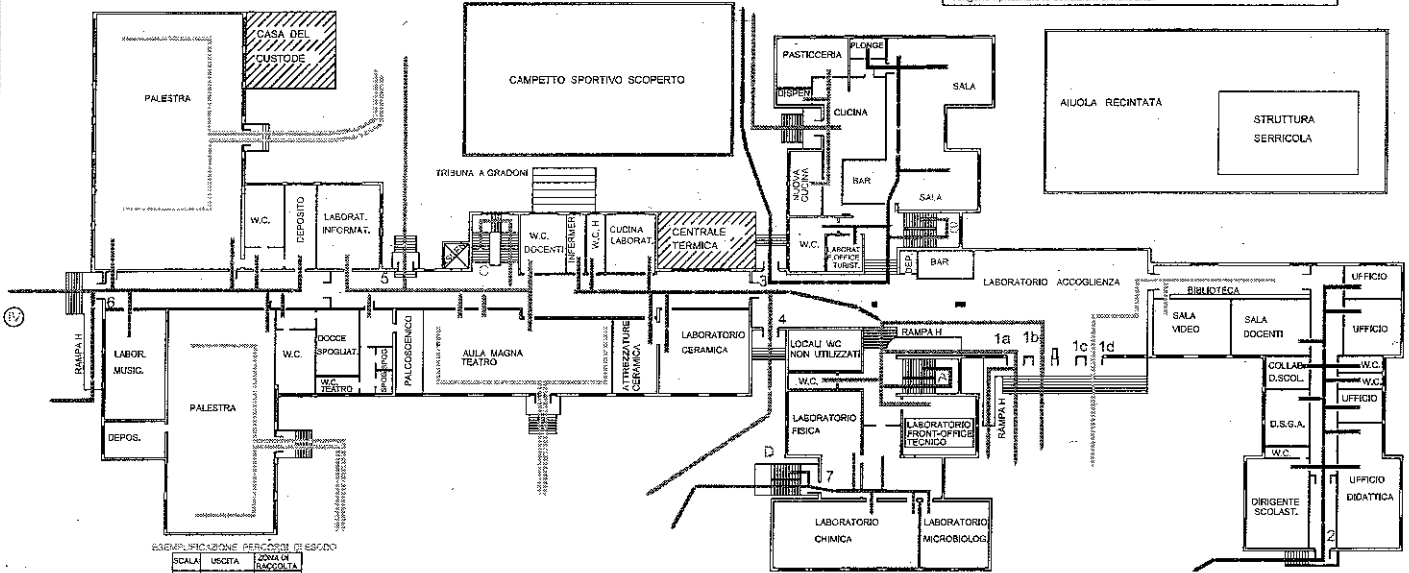 CASA DEL
CUSTODE
PALESTRA
CAMPETTO SPORTIVO SCOPERTO
PASTICCERIA
PLONGE
SALA
DISPEN
CUCINA
AIUOLA RECINTATA
STRUTTURA
SERRICOLA
TRIBUNA A GRADONI
NUOVA
CUCINA
BAR
SALA
W.C.
DEPOSITO
LABORAT.
INFORMAT.
W.C.
DOCENTI
INFERMER
W.C. H
CUCINA
LABORAT.
CENTRALE
TERMICA
W.C.
LABORAT.
F.OFFICE
TURIST.
B
DEP.
BAR
LABORATORIO ACCOGLIENZA
BIBLIOTECA
UFFICIO
C
5
6
3
4
IV
RAMPA H
SALA
VIDEO
SALA
DOCENTI
UFFICIO
LABOR.
MUSIC.
W.C.
DOCCE
SPOGLIAT.
W.C.
TEATRO
PALCOSCENICO
AULA MAGNA
TEATRO
ATTREZZATURE
CERAMICA
LABORATORIO
CERAMICA
LOCALI WC
NON UTILIZZATI
RAMPA H
1a
1b
1c
1d
A
W.C.
RAMPA H
COLLAB
D.SCOL.
W.C.
W.C.
UFFICIO
PALESTRA
DEPOS.
LABORATORIO
FISICA
LABORATORIO
FRONT-OFFICE
TECNICO
D.S.G.A.
W.C.
D
7
DIRIGENTE
SCOLAST.
UFFICIO
DIDATTICA
LABORATORIO
CHIMICA
LABORATORIO
MICROBIOLOG.
2
ESEMPLIFICAZIONE PERCORSI DI ESODO
SCALA
USCITA
ZONA DI
RACCOLTA